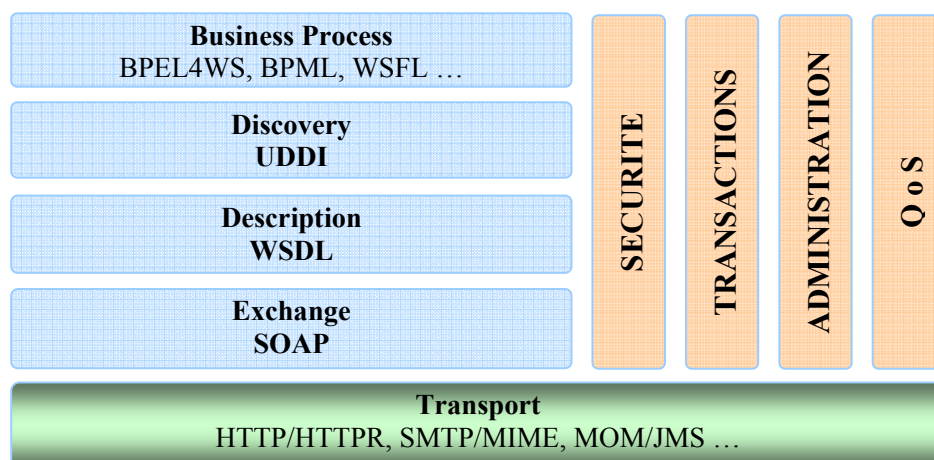 Business Process
BPEL4WS, BPML, WSFL …
Discovery
UDDI
Description
WSDL
Exchange
SOAP
SECURITE
TRANSACTIONS
ADMINISTRATION
Q o S
Transport
HTTP/HTTPR, SMTP/MIME, MOM/JMS …